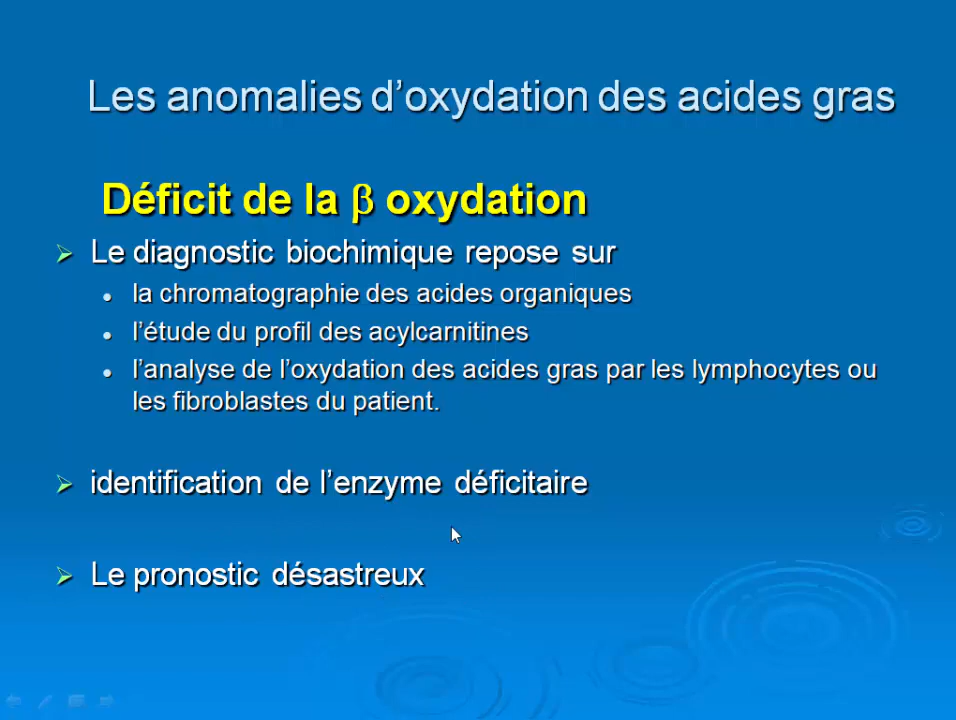 Les anomalies d’oxydation des acides gras
Déficit de la β oxydation
Le diagnostic biochimique repose sur
la chromatographie des acides organiques
l’étude du profil des acylcarnitines
l’analyse de l’oxydation des acides gras par les lymphocytes ou
les fibroblastes du patient.
identification de l’enzyme déficitaire
Le pronostic désastreux